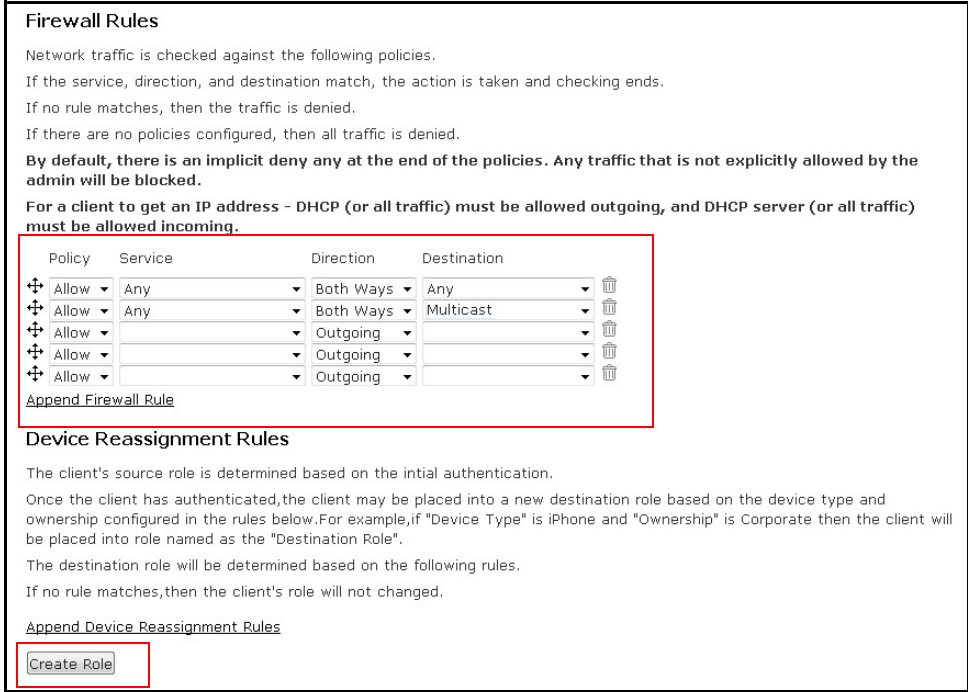 Firewall Rules
Network traffic is checked against the following policies.
If the service, direction, and destination match, the action is taken and checking ends.
If no rule matches, then the traffic is denied.
If there are no policies configured, then all traffic is denied.
By default, there is an implicit deny any at the end of the policies. Any traffic that is not explicitly allowed by the
admin will be blocked.
For a client to get an IP address - DHCP (or all traffic) must be allowed outgoing, and DHCP server (or all traffic)
must be allowed incoming.
Policy Service Direction Destination
Allow Any Both Ways Any
Allow Any Both Ways Multicast
Allow Outgoing
Allow Outgoing
Allow Outgoing
Append Firewall Rule
Device Reassignment Rules
The client's source role is determined based on the intial authentication.
Once the client has authenticated,the client may be placed into a new destination role based on the device type and
ownership configured in the rules below.For example,if "Device Type" is iPhone and "Ownership" is Corporate then the client will
be placed into role named as the "Destination Role".
The destination role will be determined based on the following rules.
If no rule matches,then the client's role will not changed.
Append Device Reassignment Rules
Create Role